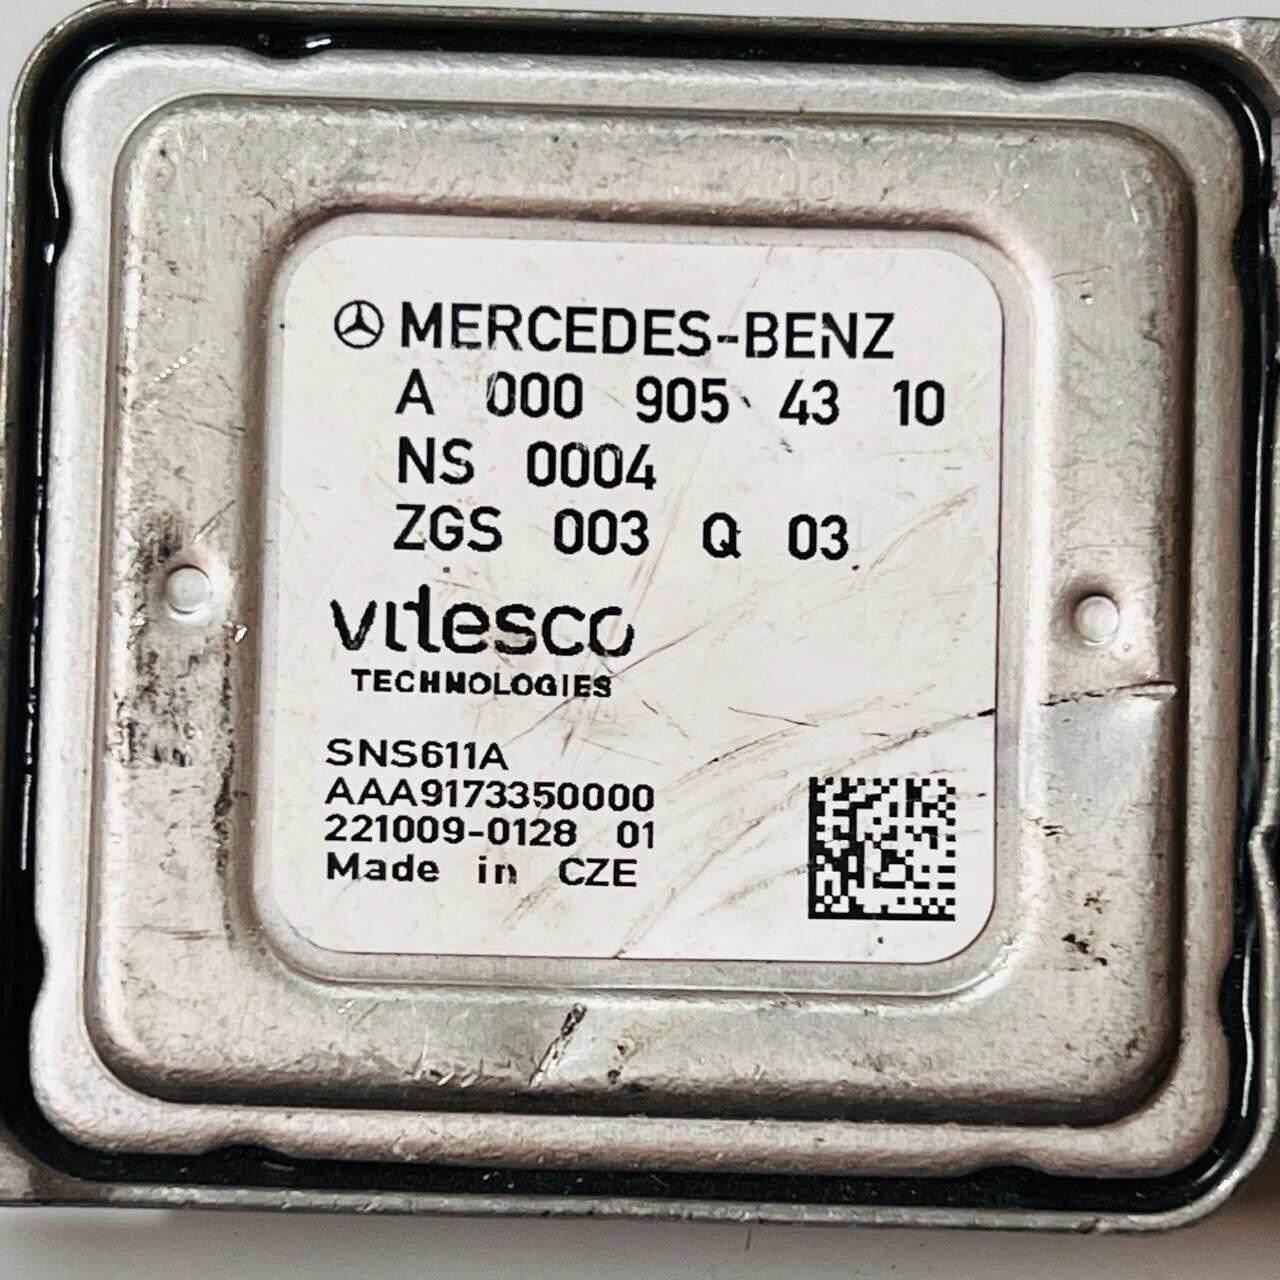 MERCEDES-BENZ
A 000 905 43 10
NS 0004
ZGS 003 Q 03
vitesco
TECHNOLOGIES
SNS611A
AAA9173350000
221009-0128 01
Made in CZE